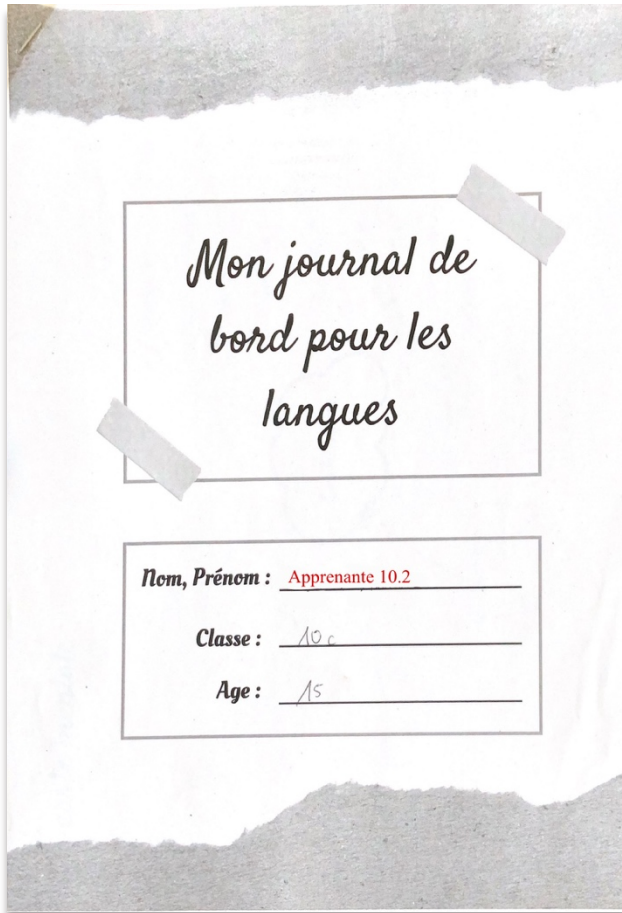 Mon journal de
bord pour les
langues
Nom, Prénom : Apprenante 10.2
Classe : 10c
Age : 15